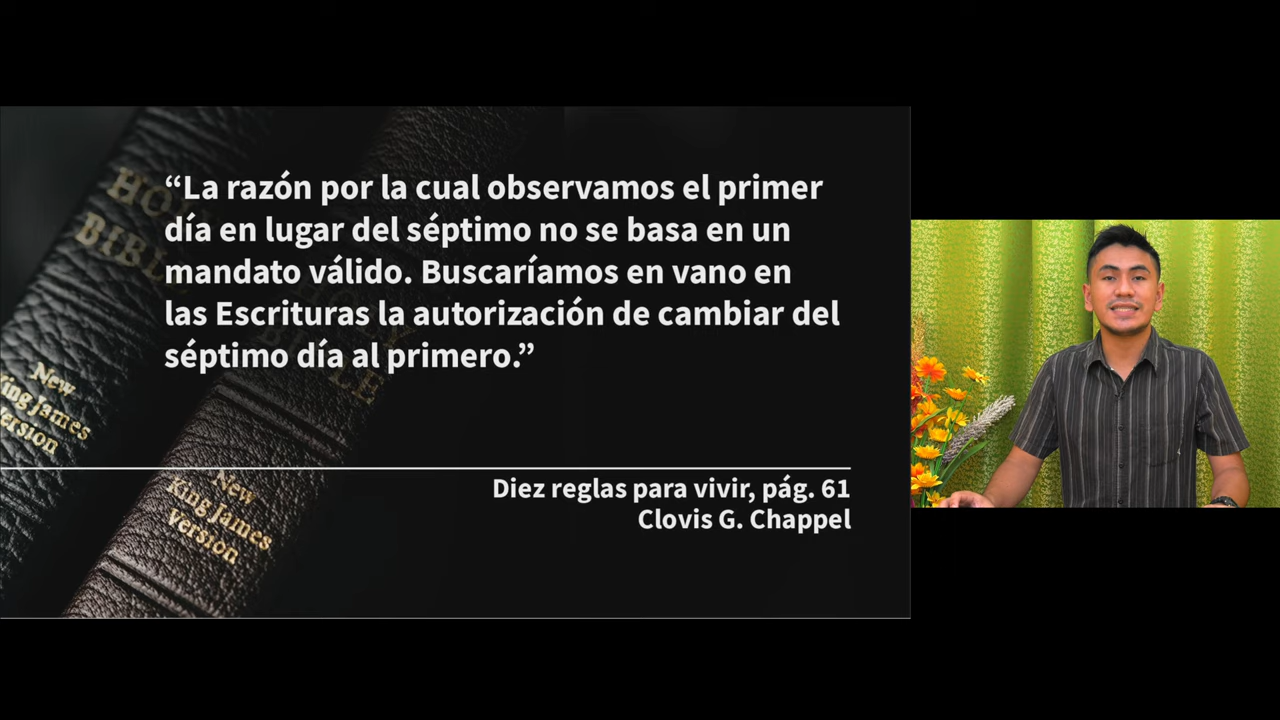 “La razón por la cual observamos el primer
día en lugar del séptimo no se basa en un
mandato válido. Buscaríamos en vano en
las Escrituras la autorización de cambiar del
séptimo día al primero.”
Diez reglas para vivir, pág. 61
Clovis G. Chappel
HOLY
BIBLE
New
King James
Version
New
King James
Version